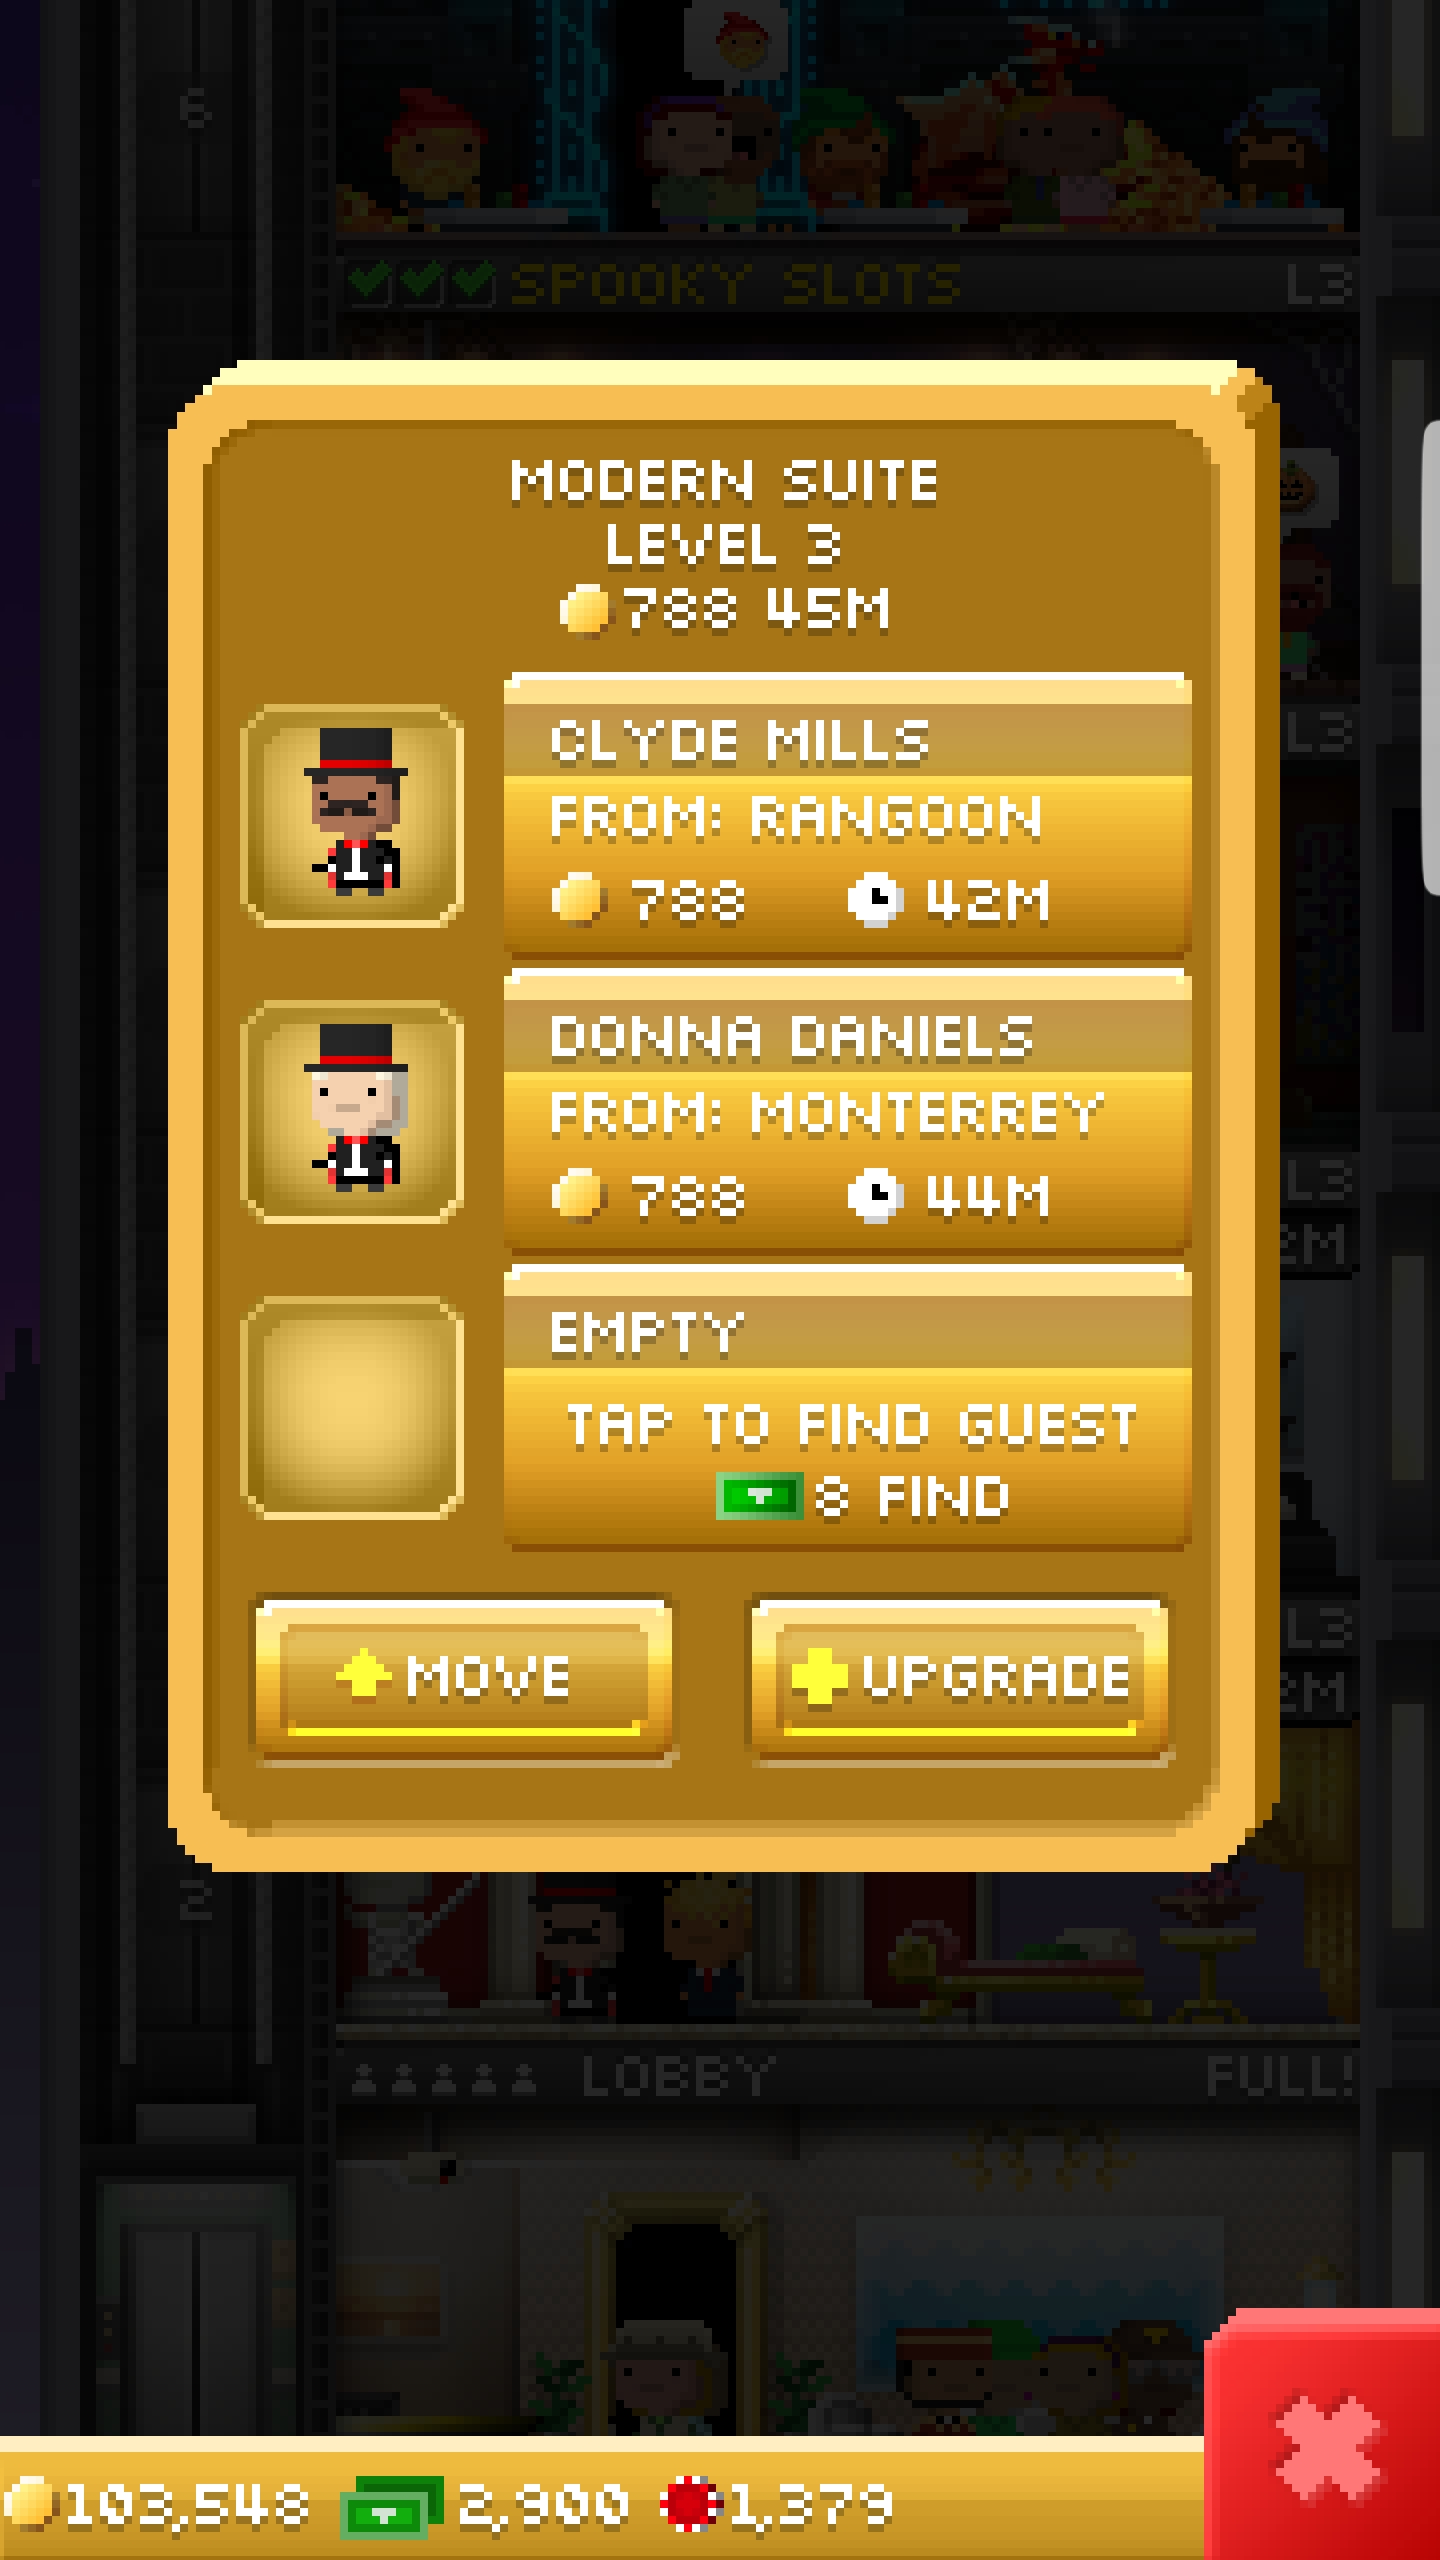 6
SPOOKY SLOTS L3
MODERN SUITE
LEVEL 3
788 45M
L3
CLYDE MILLS
FROM: RANGOON
788 42M
DONNA DANIELS
FROM: MONTERREY
L3
788 44M
2M
EMPTY
TAP TO FIND GUEST
8 FIND
L3
MOVE UPGRADE
2M
2
LOBBY FULL!
103,548 2,900 1,379